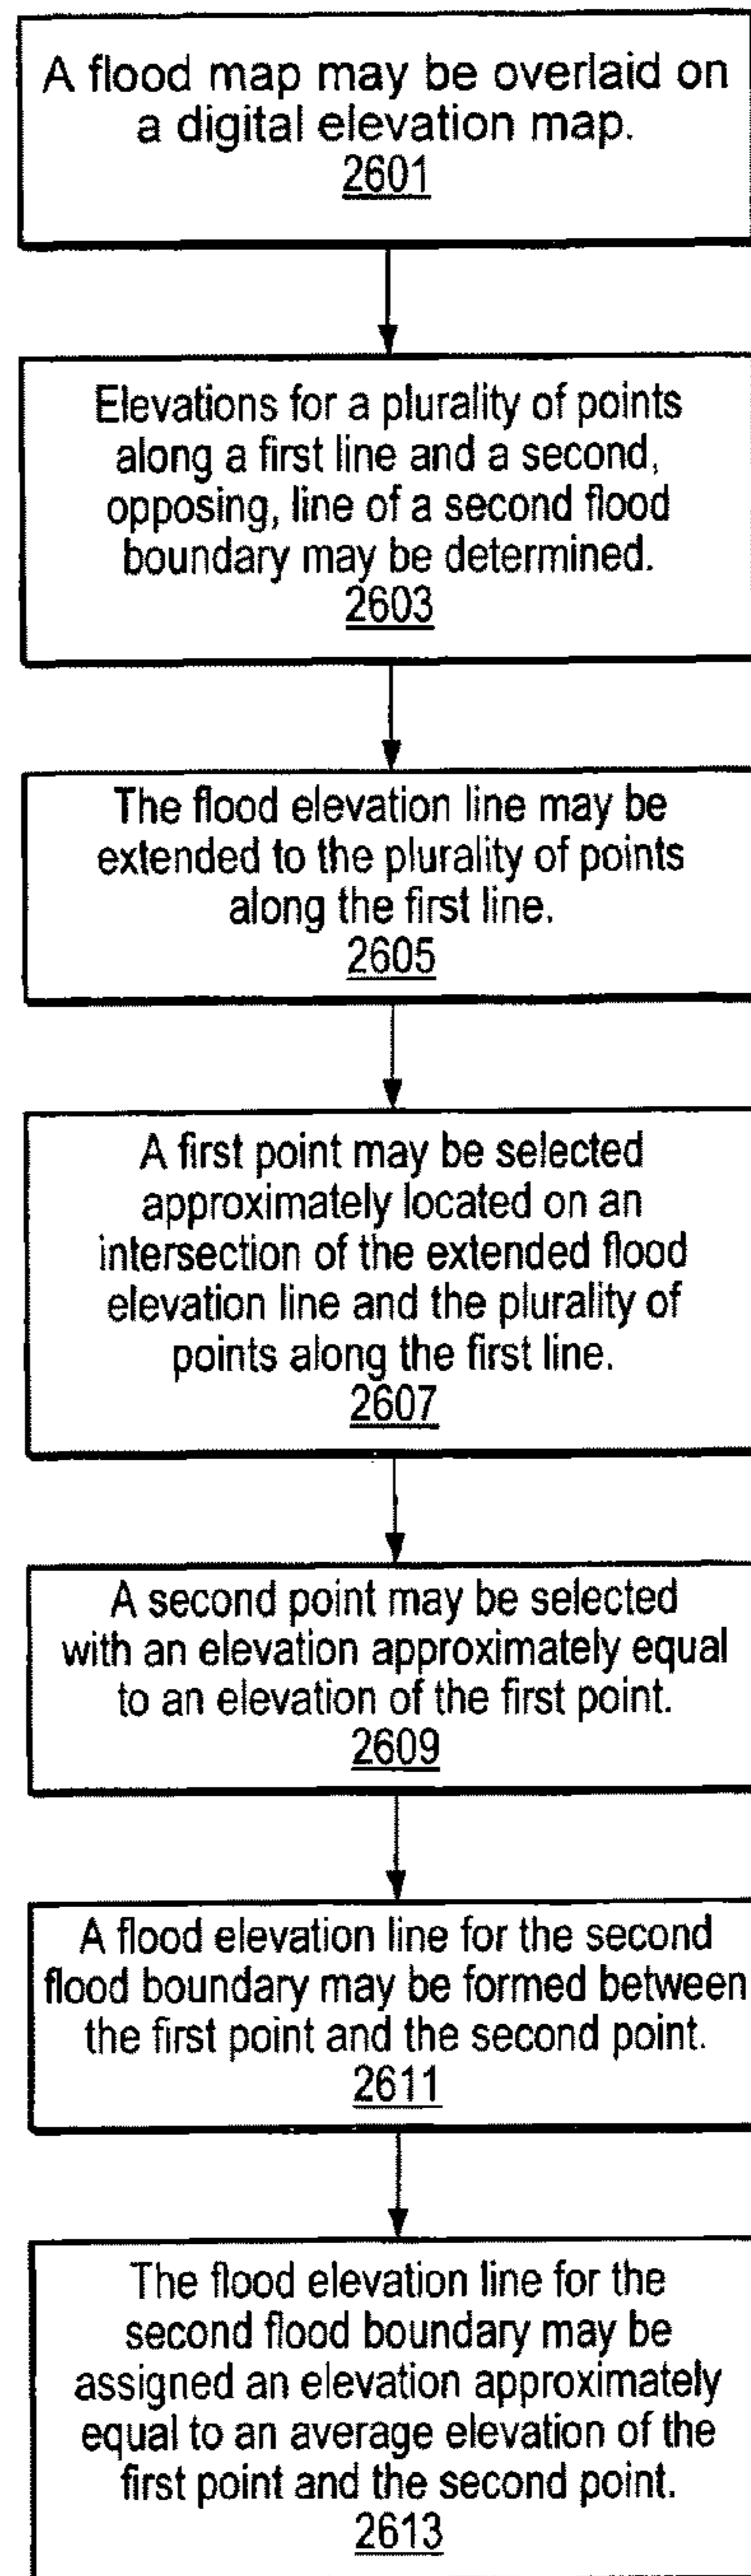 A flood map may be overlaid on
a digital elevation map.
2601
Elevations for a plurality of points
along a first line and a second,
opposing, line of a second flood
boundary may be determined.
2603
The flood elevation line may be
extended to the plurality of points
along the first line.
2605
A first point may be selected
approximately located on an
intersection of the extended flood
elevation line and the plurality of
points along the first line.
2607
A second point may be selected
with an elevation approximately equal
to an elevation of the first point.
2609
A flood elevation line for the second
flood boundary may be formed between
the first point and the second point.
2611
The flood elevation line for the
second flood boundary may be
assigned an elevation approximately
equal to an average elevation of the
first point and the second point.
2613